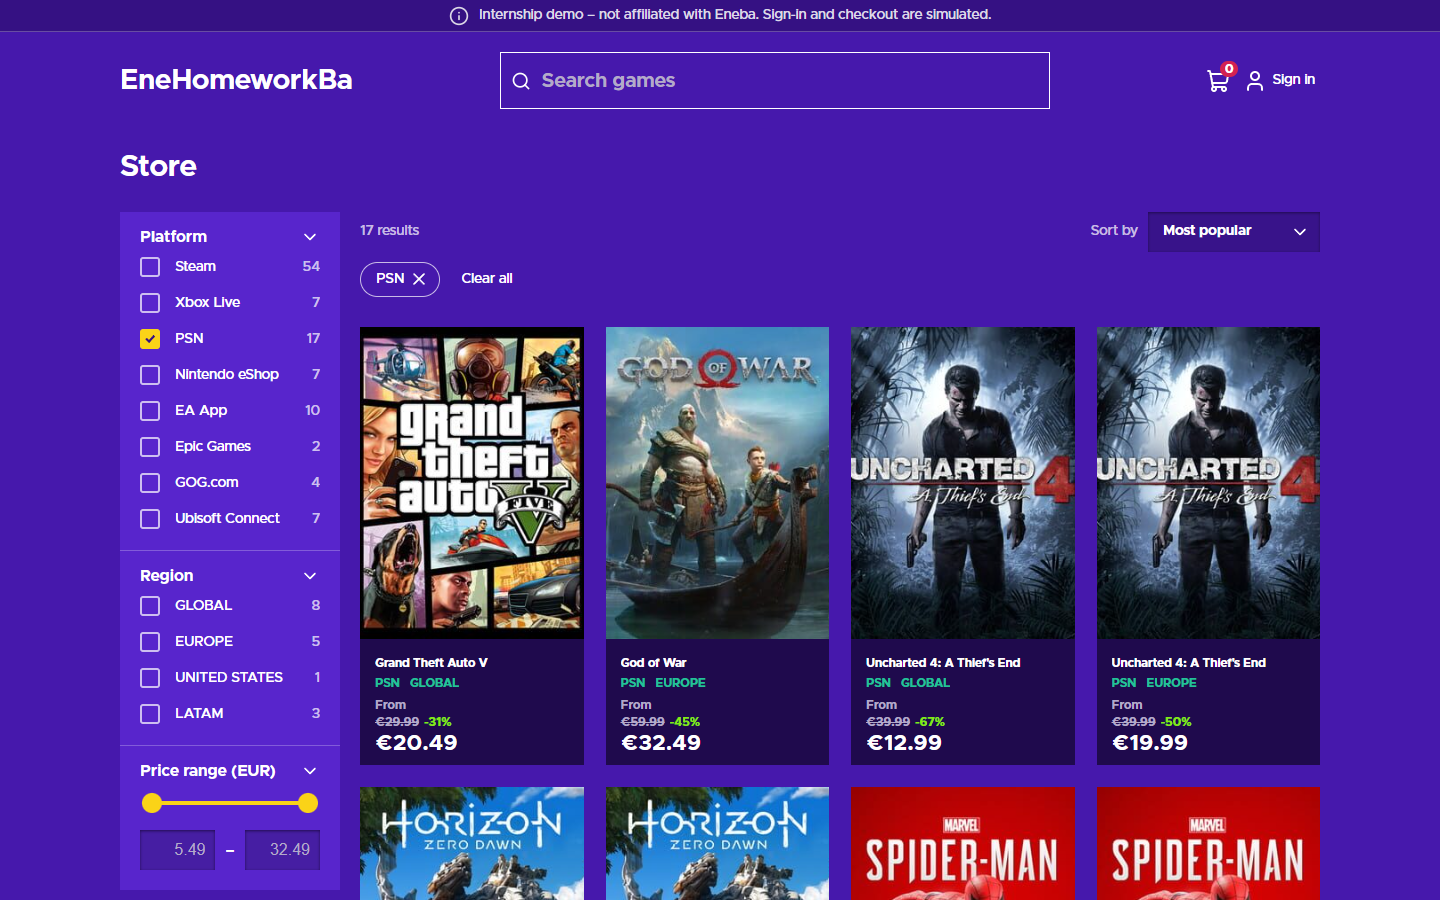 Internship demo – not affiliated with Eneba. Sign-in and checkout are simulated.
EneHomeworkBa
Search games
0
Sign in
Store
Platform
Steam 54
Xbox Live 7
PSN 17
Nintendo eShop 7
EA App 10
Epic Games 2
GOG.com 4
Ubisoft Connect 7
Region
GLOBAL 8
EUROPE 5
UNITED STATES 1
LATAM 3
Price range (EUR)
5.49 – 32.49
17 results
Sort by Most popular
PSN Clear all
grand
theft
auto
V
FIVE
Grand Theft Auto V
PSN GLOBAL
From
€29.99 -31%
€20.49
GOD OF WAR
God of War
PSN EUROPE
From
€59.99 -45%
€32.49
UNCHARTED 4
A Thief's End
Uncharted 4: A Thief's End
PSN GLOBAL
From
€39.99 -67%
€12.99
UNCHARTED 4
A Thief's End
Uncharted 4: A Thief's End
PSN EUROPE
From
€39.99 -50%
€19.99
HORIZON
ZERO DAWN
HORIZON
ZERO DAWN
MARVEL
SPIDER-MAN
MARVEL
SPIDER-MAN